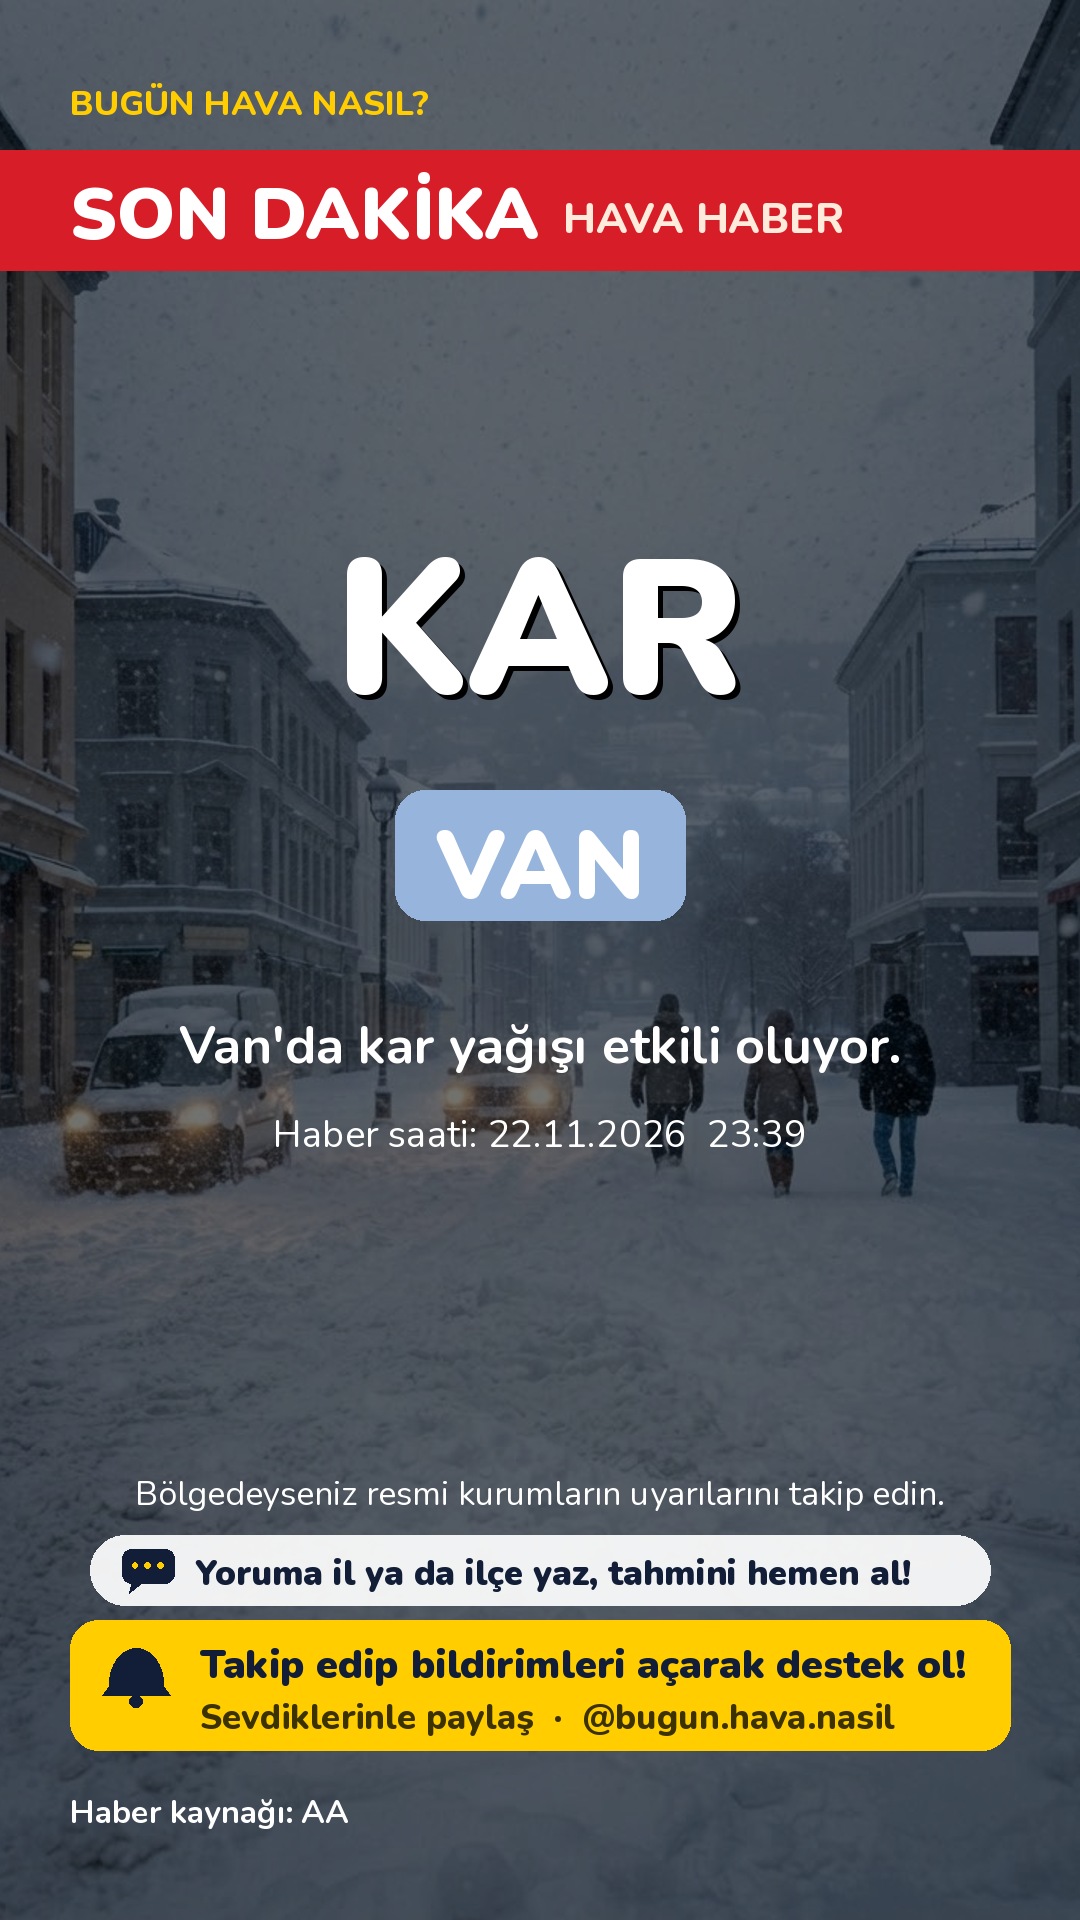 BUGÜN HAVA NASIL?
SON DAKİKA HAVA HABER
KAR
VAN
Van'da kar yağışı etkili oluyor.
Haber saati: 22.11.2026 23:39
Bölgedeyseniz resmi kurumların uyarılarını takip edin.
Yoruma il ya da ilçe yaz, tahmini hemen al!
Takip edip bildirimleri açarak destek ol!
Sevdiklerinle paylaş · @bugun.hava.nasil
Haber kaynağı: AA